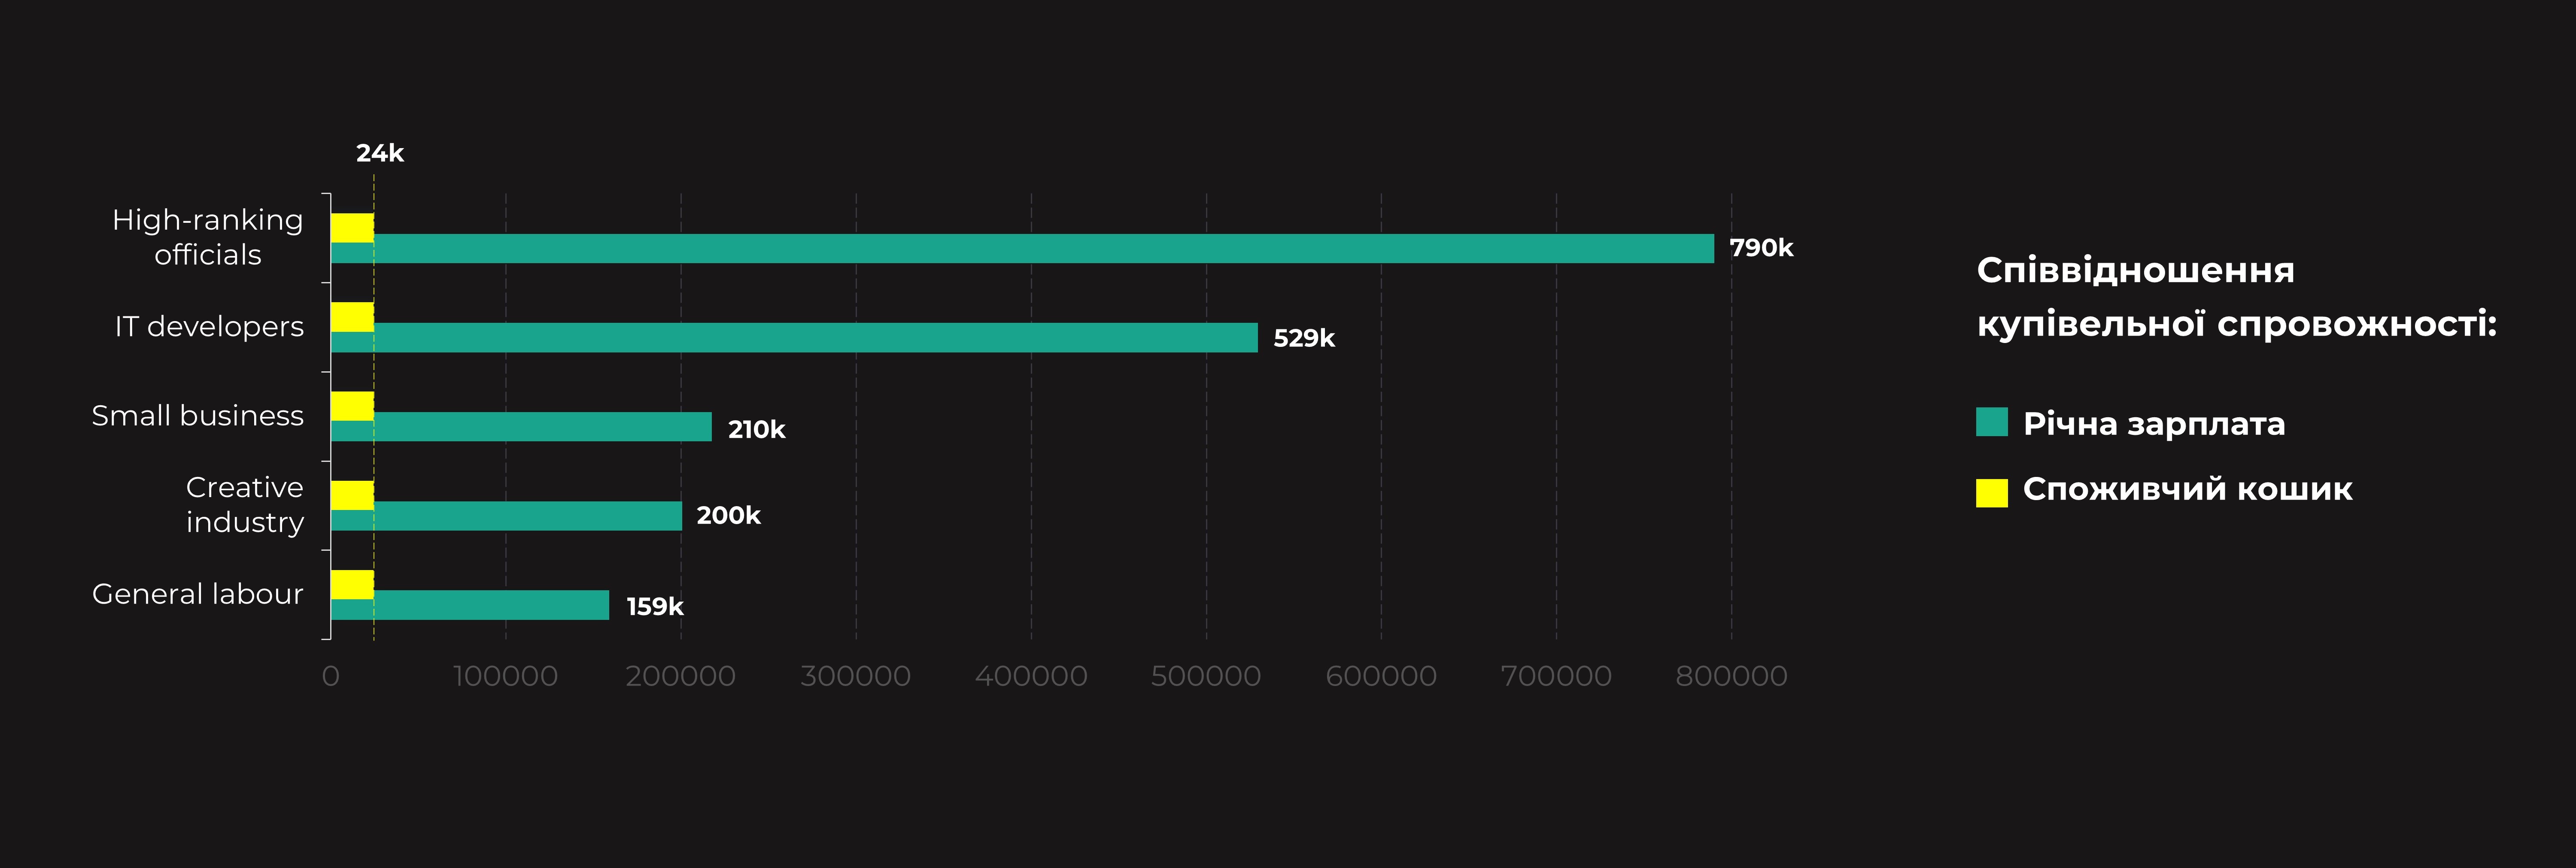 24k
High-ranking
officials
790k
IT developers
529k
Small business
210k
Creative
industry
200k
General labour
159k
0 100000 200000 300000 400000 500000 600000 700000 800000
Співвідношення
купівельної спровожності:
Річна зарплата
Споживчий кошик